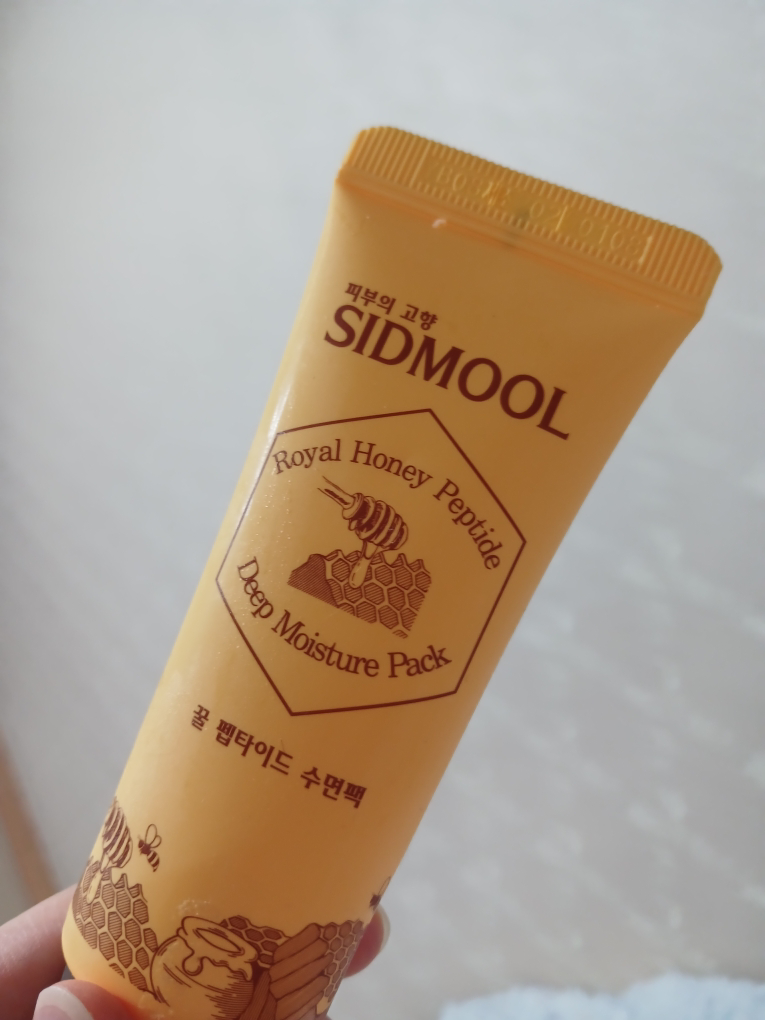 피부의 고향
SIDMOOL
Royal Honey Peptide
Deep Moisture Pack
꿀 펩타이드 수면팩